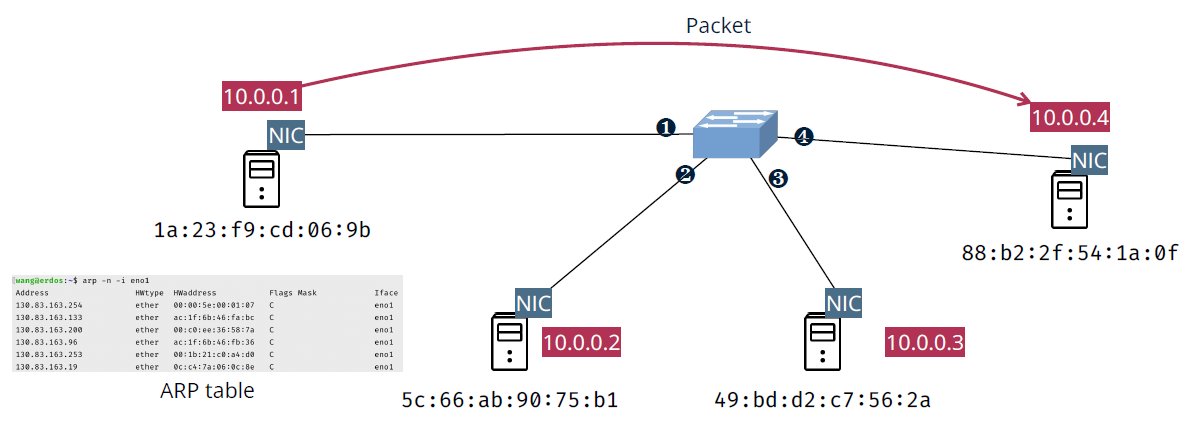 Packet
10.0.0.1
10.0.0.4
NIC
❶
❹
NIC
❷
❸
1a:23:f9:cd:06:9b
88:b2:2f:54:1a:0f
wang@erdos:~$ arp -n -i eno1
Address HWtype HWaddress Flags Mask Iface
130.83.163.254 ether 00:00:5e:00:01:07 C eno1
130.83.163.133 ether ac:1f:6b:46:fa:bc C eno1
130.83.163.200 ether 00:c0:ee:36:58:7a C eno1
130.83.163.96 ether ac:1f:6b:46:fb:36 C eno1
130.83.163.253 ether 00:1b:21:c0:a4:d0 C eno1
130.83.163.19 ether 0c:c4:7a:06:0c:8e C eno1
ARP table
NIC
10.0.0.2
NIC
10.0.0.3
5c:66:ab:90:75:b1
49:bd:d2:c7:56:2a